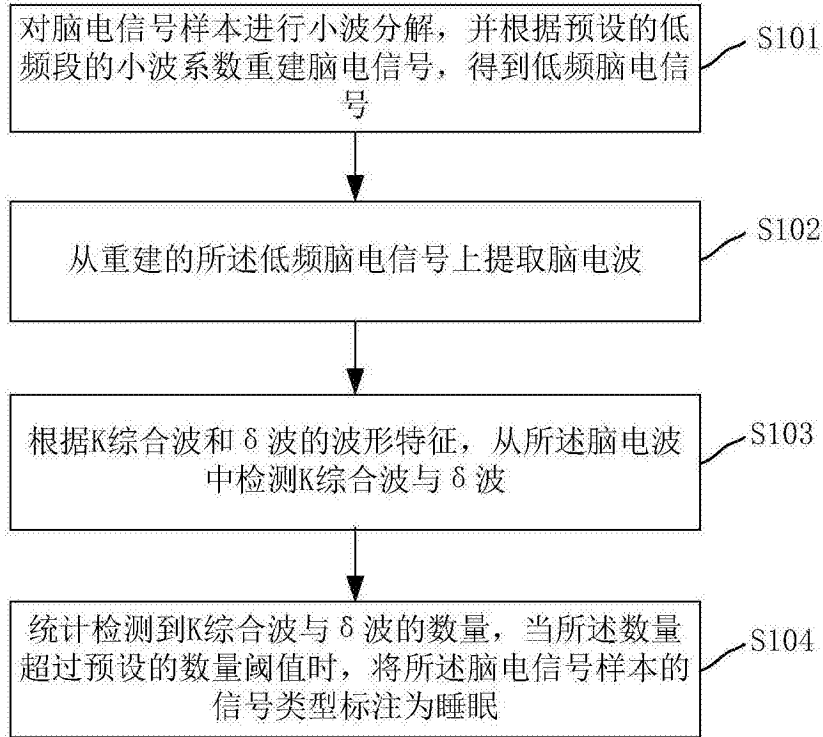 对脑电信号样本进行小波分解，并根据预设的低
频段的小波系数重建脑电信号，得到低频脑电信
号
S101
从重建的所述低频脑电信号上提取脑电波
S102
根据K综合波和δ波的波形特征，从所述脑电波
中检测K综合波与δ波
S103
统计检测到K综合波与δ波的数量，当所述数量
超过预设的数量阈值时，将所述脑电信号样本的
信号类型标注为睡眠
S104